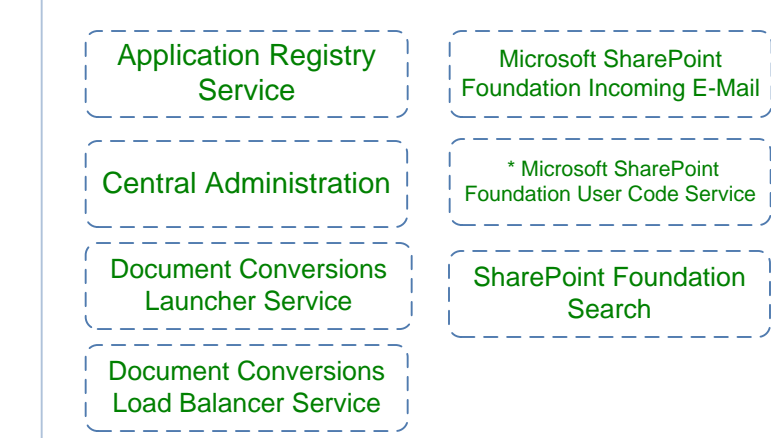 Application Registry
Service
Central Administration
Document Conversions
Launcher Service
Document Conversions
Load Balancer Service
Microsoft SharePoint
Foundation Incoming E-Mail
* Microsoft SharePoint
Foundation User Code Service
SharePoint Foundation
Search